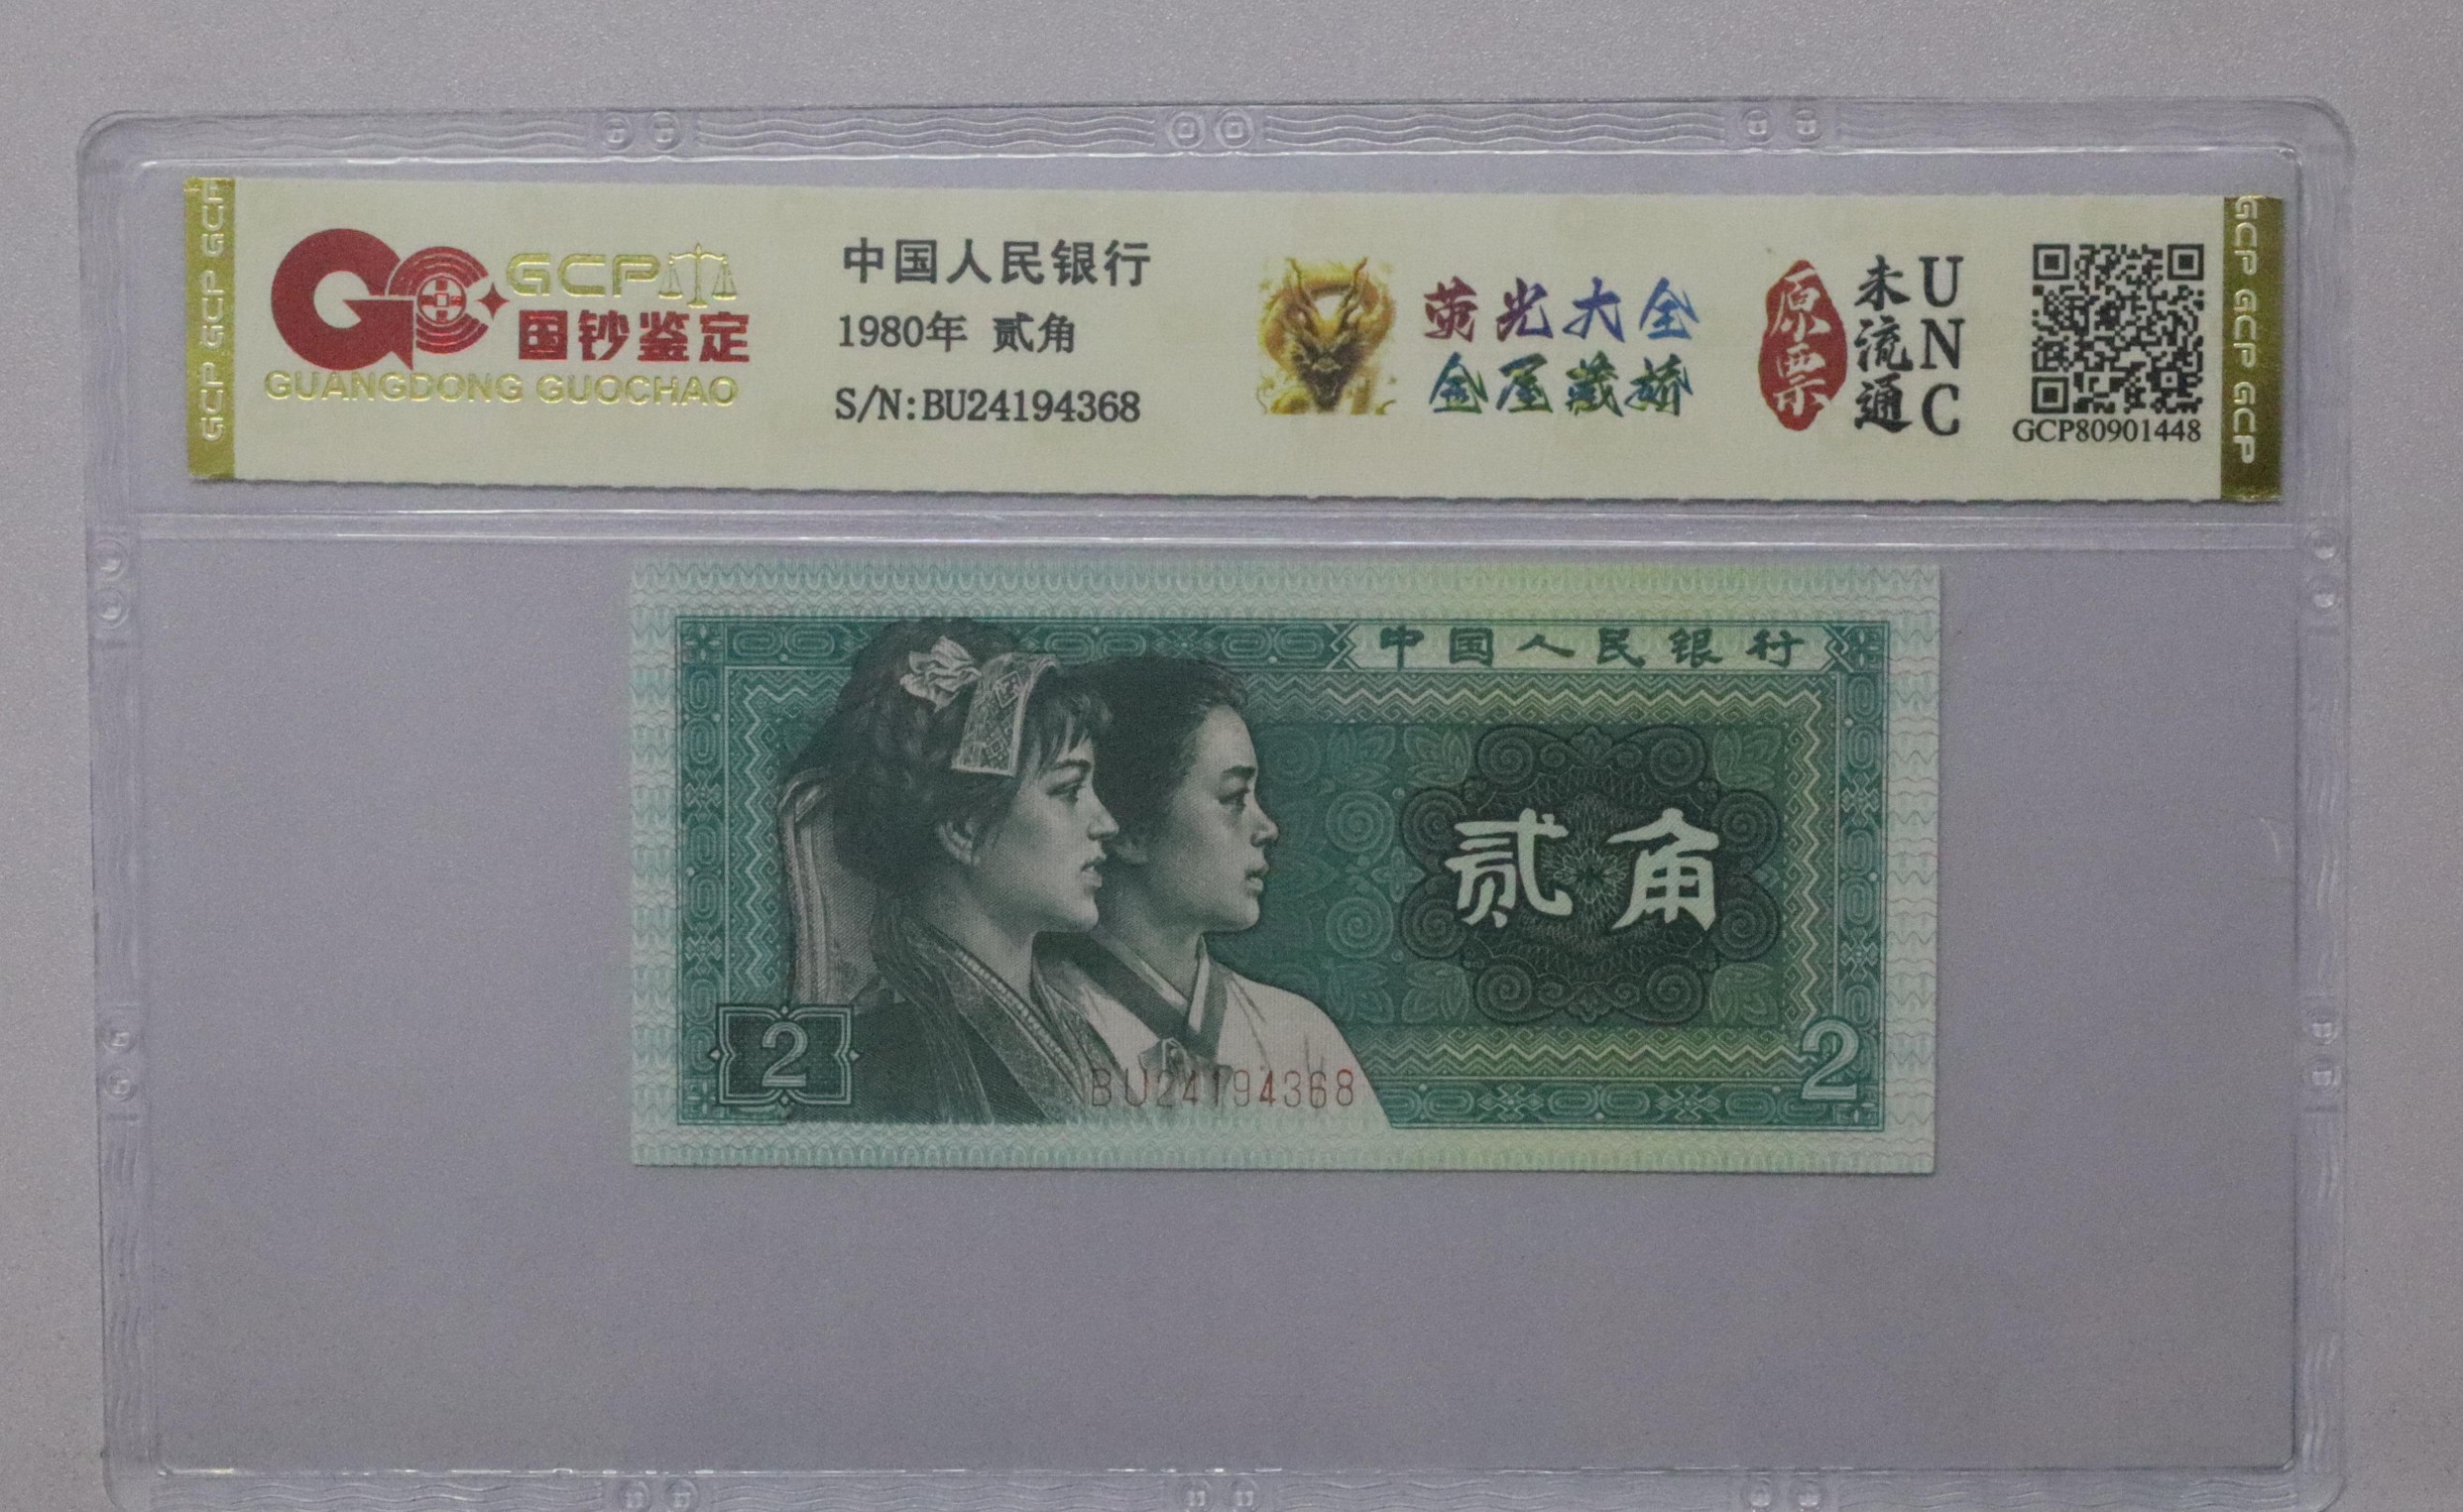 GCP GCP GCP
GCP
国钞鉴定
GUANGDONG GUOCHAO
中国人民银行
1980年 贰角
S/N:BU24194368
荧光大全
金屋藏娇
原票
未流通
UNC
GCP80901448
GCP GCP GCP
中国人民银行
贰角
2
BU24194368
2